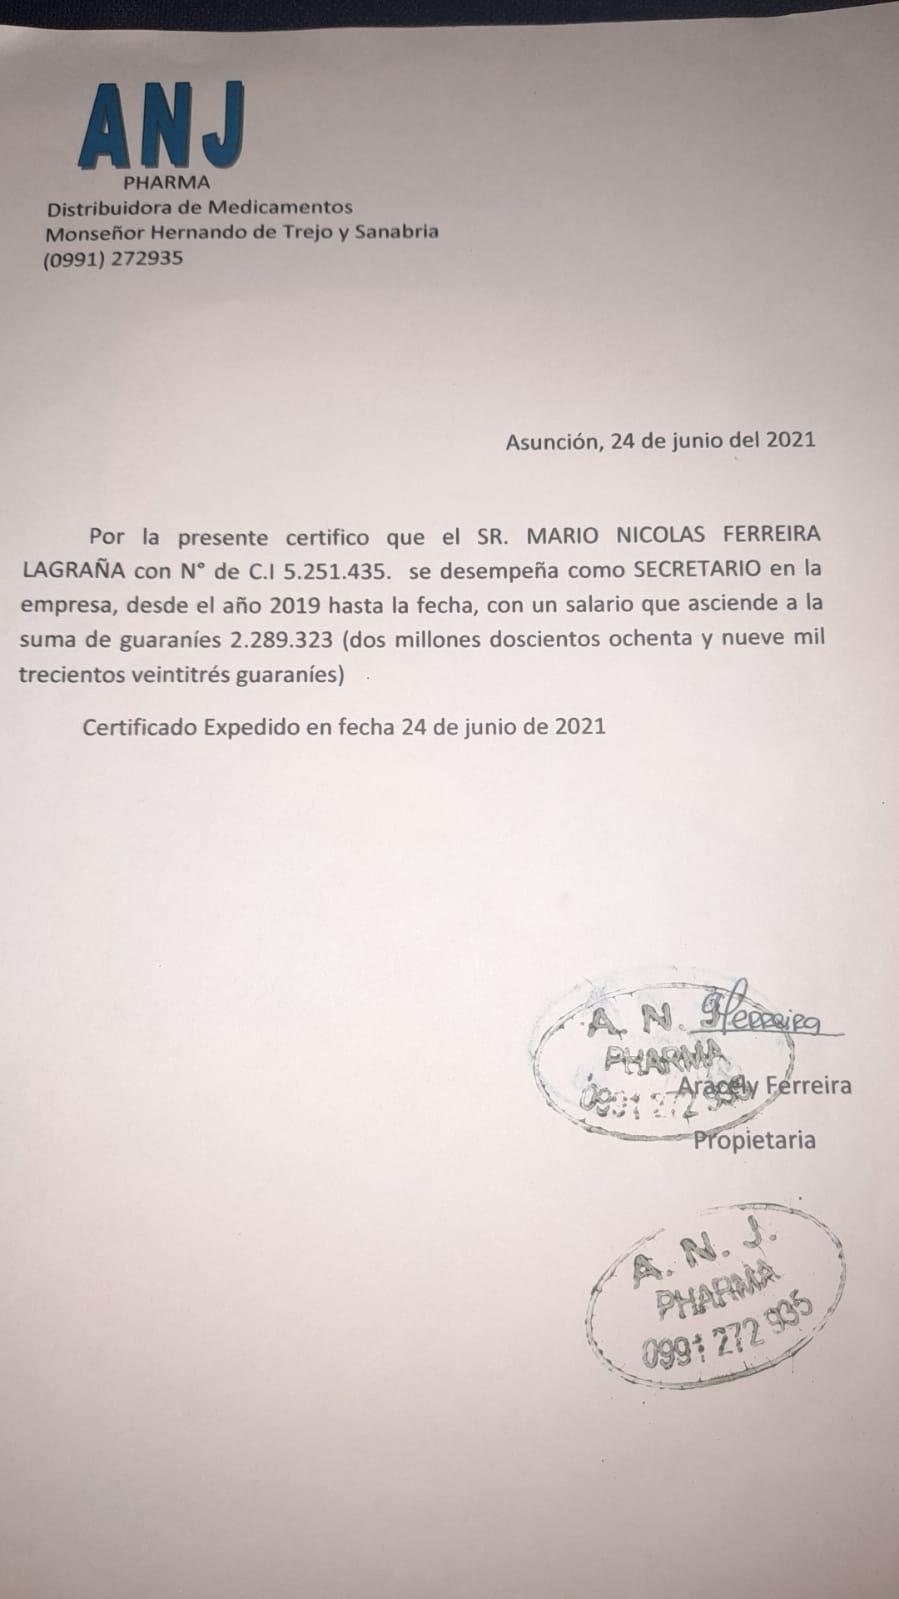 ANJ
PHARMA
Distribuidora de Medicamentos
Monseñor Hernando de Trejo y Sanabria
(0991) 272935
Asunción, 24 de junio del 2021
Por la presente certifico que el SR. MARIO NICOLAS FERREIRA
LAGRAÑA con N° de C.I 5.251.435. se desempeña como SECRETARIO en la
empresa, desde el año 2019 hasta la fecha, con un salario que asciende a la
suma de guaraníes 2.289.323 (dos millones doscientos ochenta y nueve mil
trecientos veintitrés guaraníes)
Certificado Expedido en fecha 24 de junio de 2021
A. N.
PHARMA
Aracely Ferreira
Propietaria
A. N. J.
PHARMA
0991 272 935